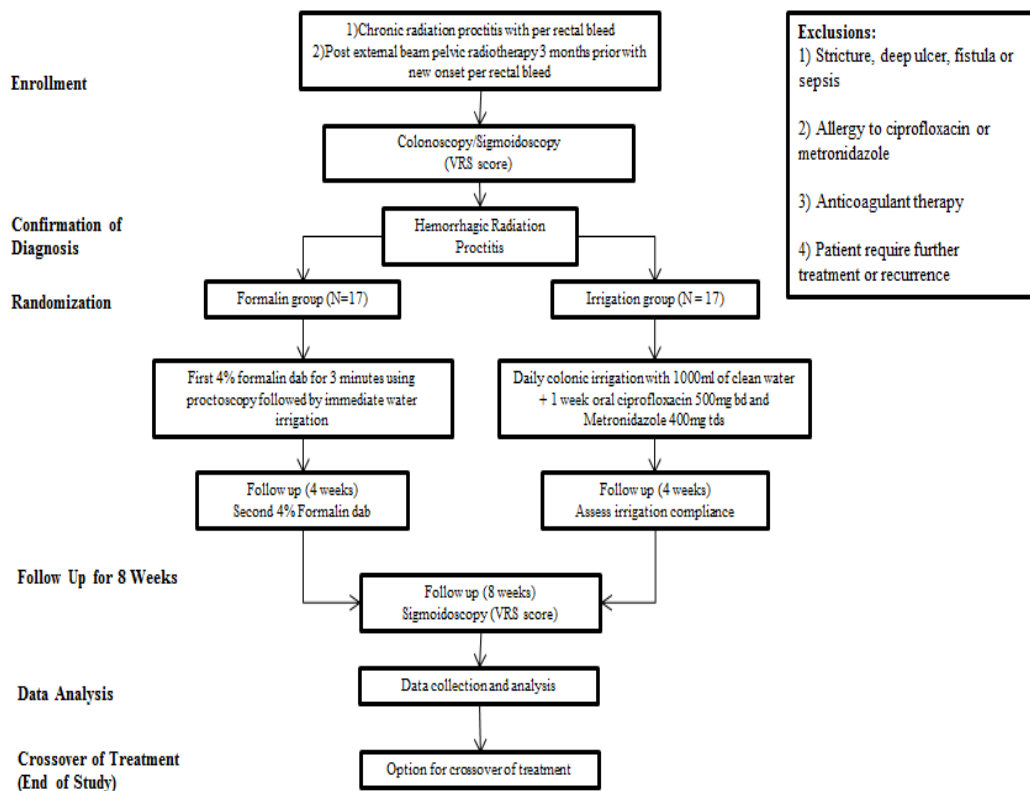 1)Chronic radiation proctitis with per rectal bleed
2)Post external beam pelvic radiotherapy 3 months prior with
new onset per rectal bleed
Enrollment
Colonoscopy/Sigmoidoscopy
(VRS score)
Exclusions:
1) Stricture, deep ulcer, fistula or
sepsis
2) Allergy to ciprofloxacin or
metronidazole
3) Anticoagulant therapy
4) Patient require further
treatment or recurrence
Confirmation of
Diagnosis
Hemorrhagic Radiation
Proctitis
Randomization
Formalin group (N=17)
Irrigation group (N = 17)
First 4% formalin dab for 3 minutes using
proctoscopy followed by immediate water
irrigation
Daily colonic irrigation with 1000ml of clean water
+ 1 week oral ciprofloxacin 500mg bd and
Metronidazole 400mg tds
Follow up (4 weeks)
Second 4% Formalin dab
Follow up (4 weeks)
Assess irrigation compliance
Follow Up for 8 Weeks
Follow up (8 weeks)
Sigmoidoscopy (VRS score)
Data Analysis
Data collection and analysis
Crossover of Treatment
(End of Study)
Option for crossover of treatment